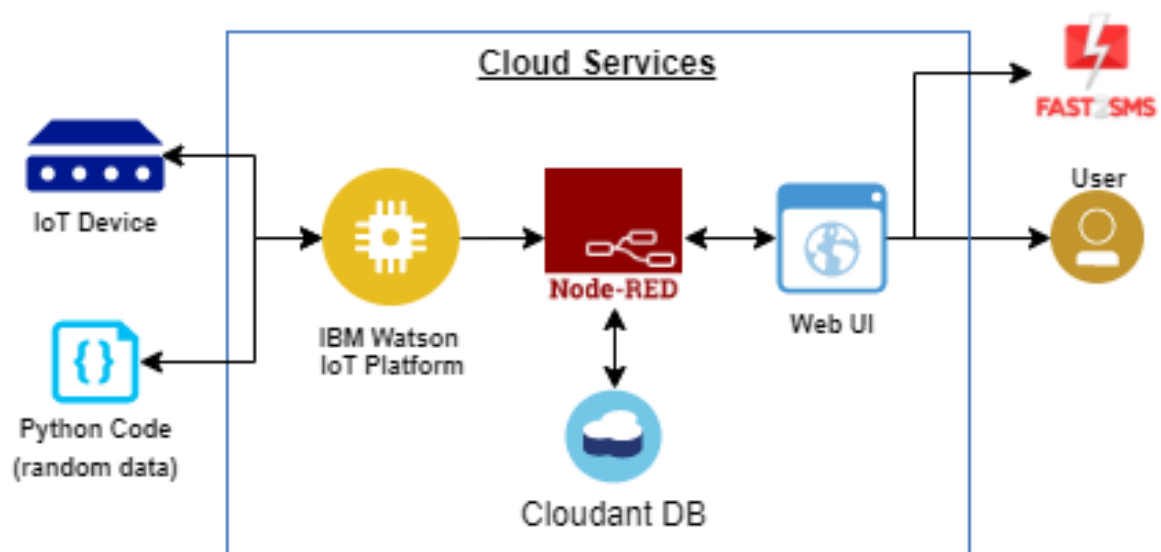 Cloud Services
FAST2SMS
IoT Device
User
Node-RED
IBM Watson
IoT Platform
Web UI
Python Code
(random data)
Cloudant DB